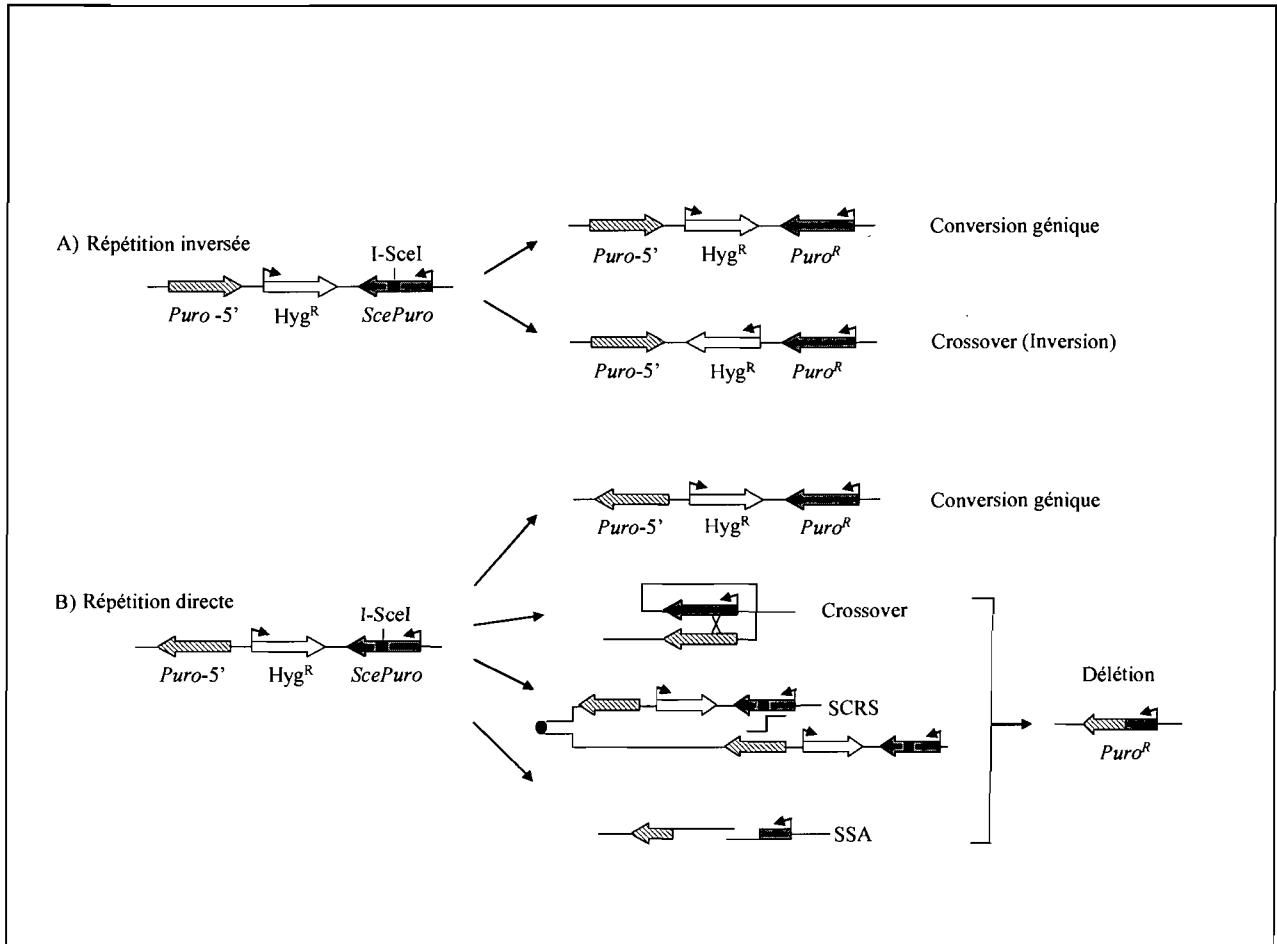 A) Répétition inversée
I-SceI
Puro -5’
Hyg^R
ScePuro
Puro-5’
Hyg^R
Puro^R
Conversion génique
Puro-5’
Hyg^R
Puro^R
Crossover (Inversion)
B) Répétition directe
I-SceI
Puro-5’
Hyg^R
ScePuro
Puro-5’
Hyg^R
Puro^R
Conversion génique
Crossover
SCRS
SSA
Délétion
Puro^R